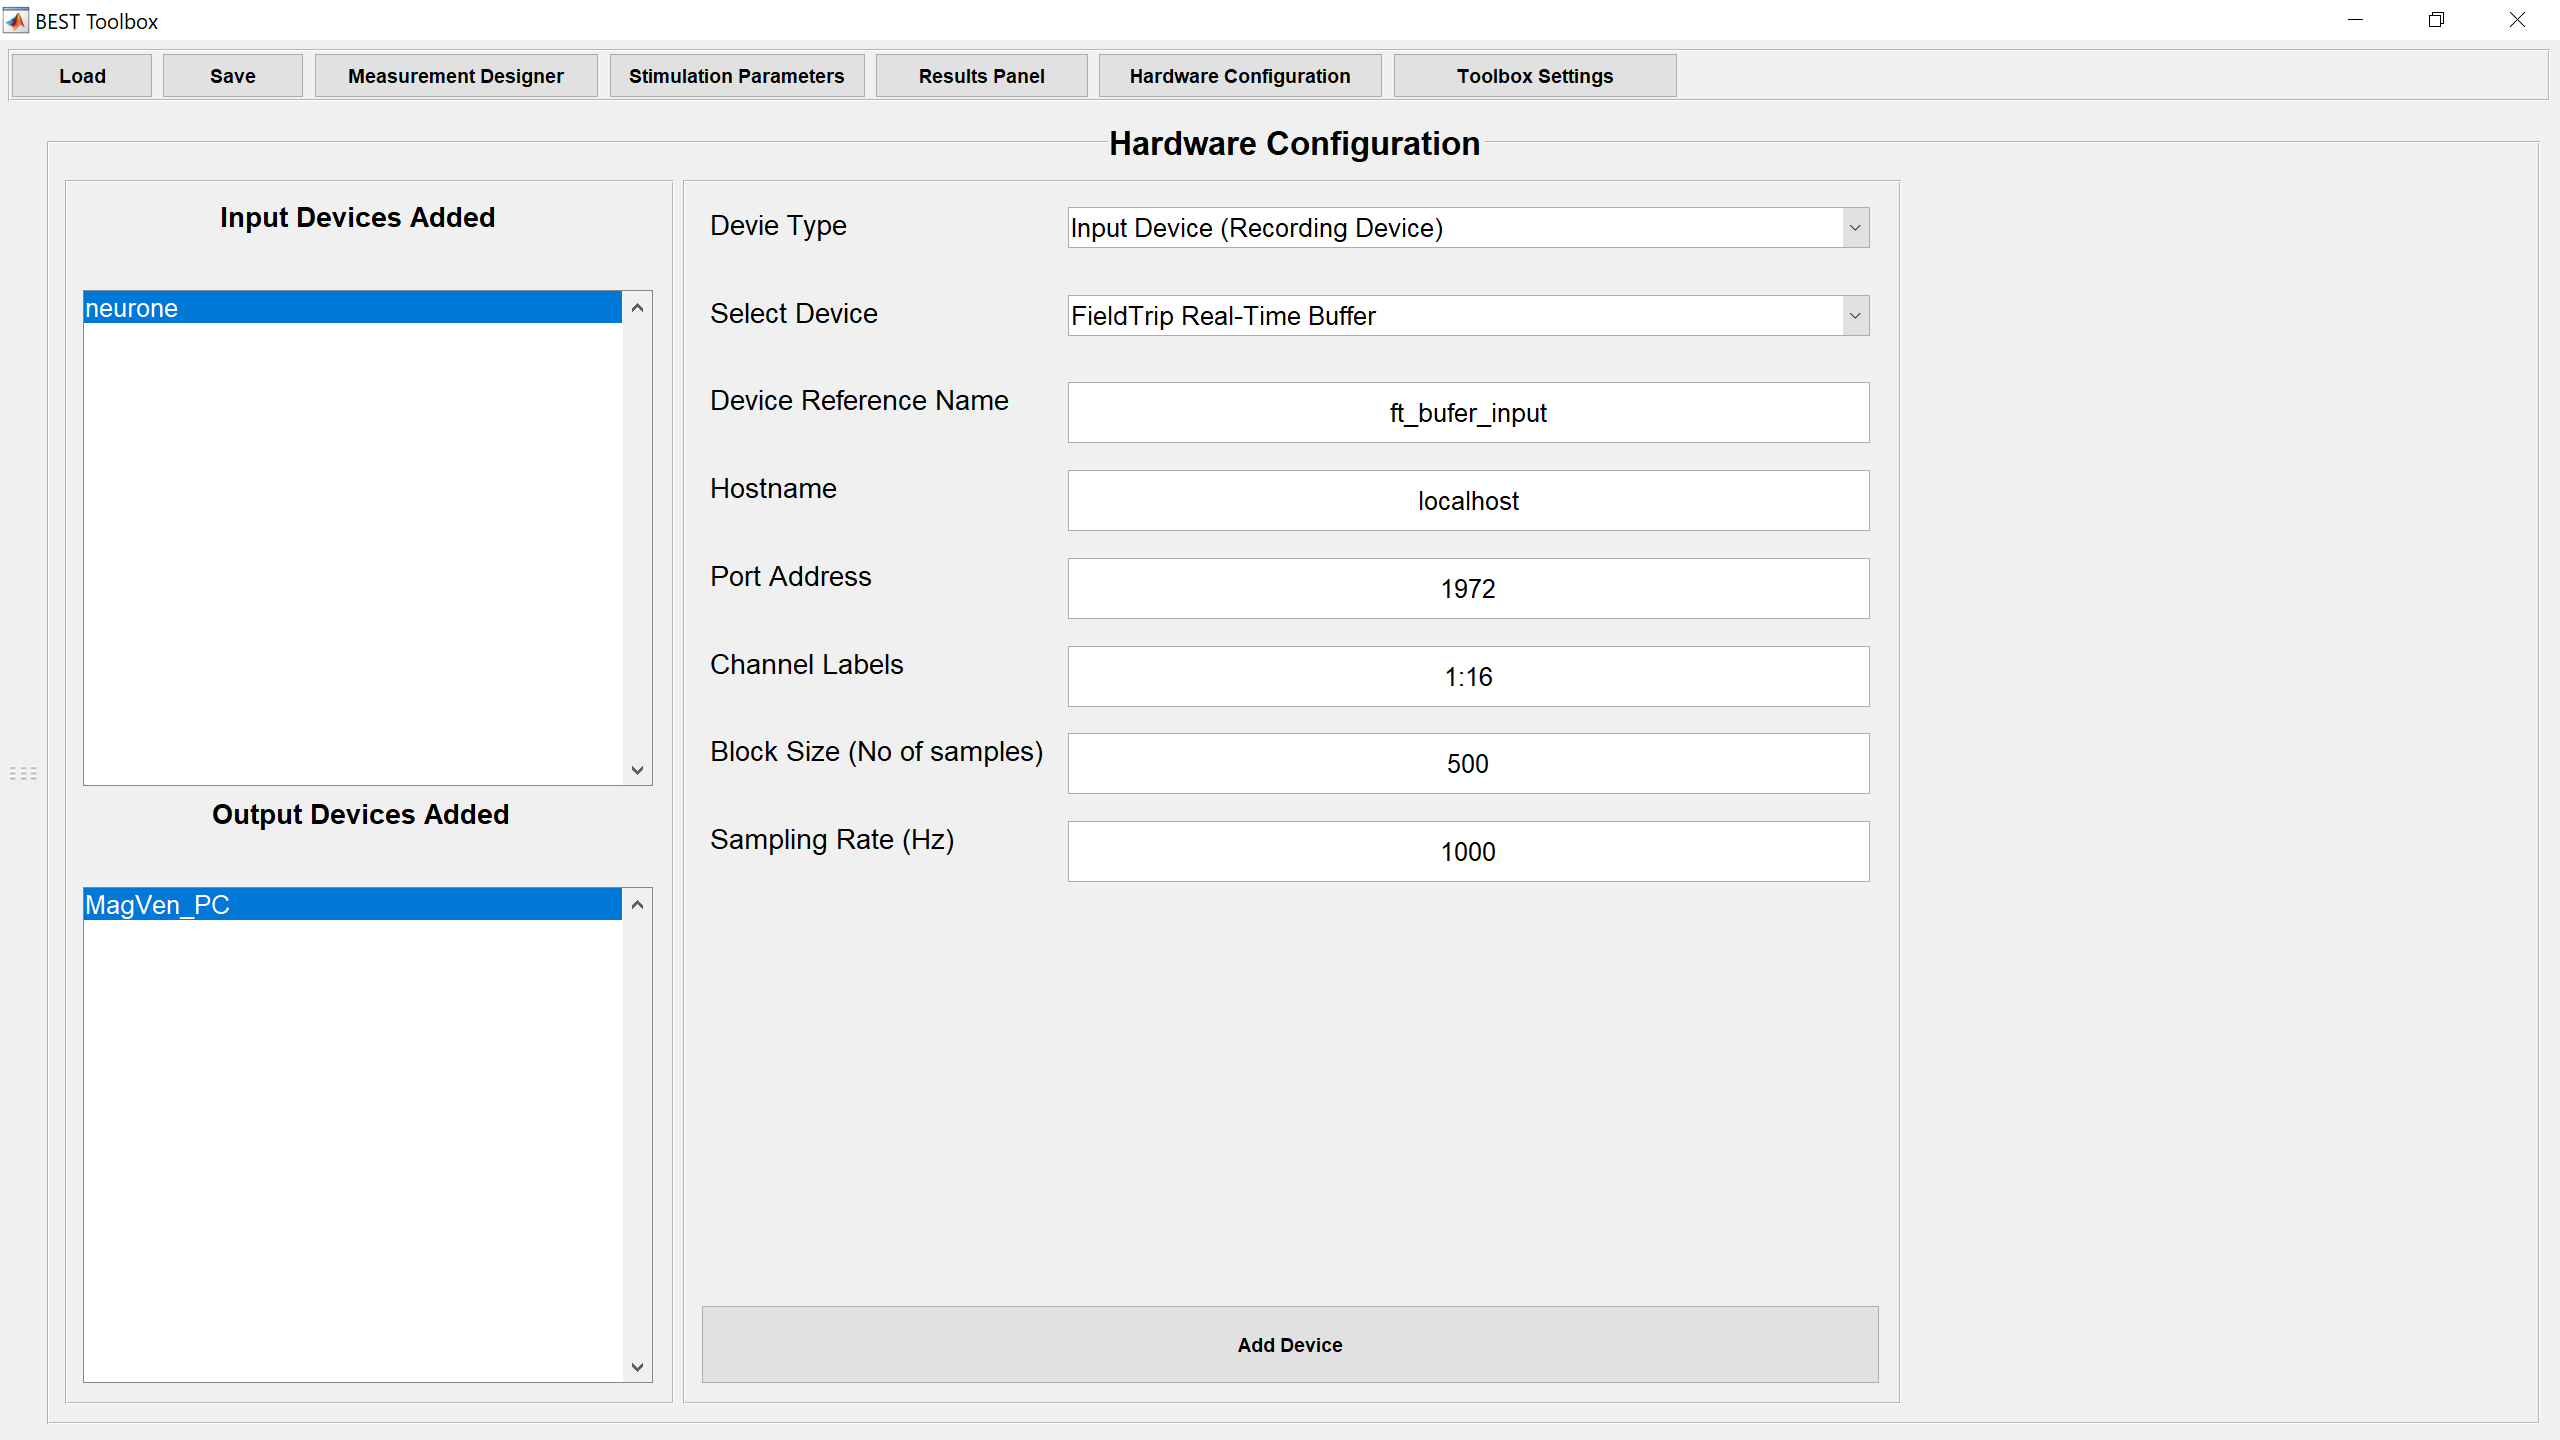 BEST Toolbox
Load Save Measurement Designer Stimulation Parameters Results Panel Hardware Configuration Toolbox Settings
Hardware Configuration
Input Devices Added
neurone
Output Devices Added
MagVen_PC
Devie Type Input Device (Recording Device)
Select Device FieldTrip Real-Time Buffer
Device Reference Name ft_bufer_input
Hostname localhost
Port Address 1972
Channel Labels 1:16
Block Size (No of samples) 500
Sampling Rate (Hz) 1000
Add Device